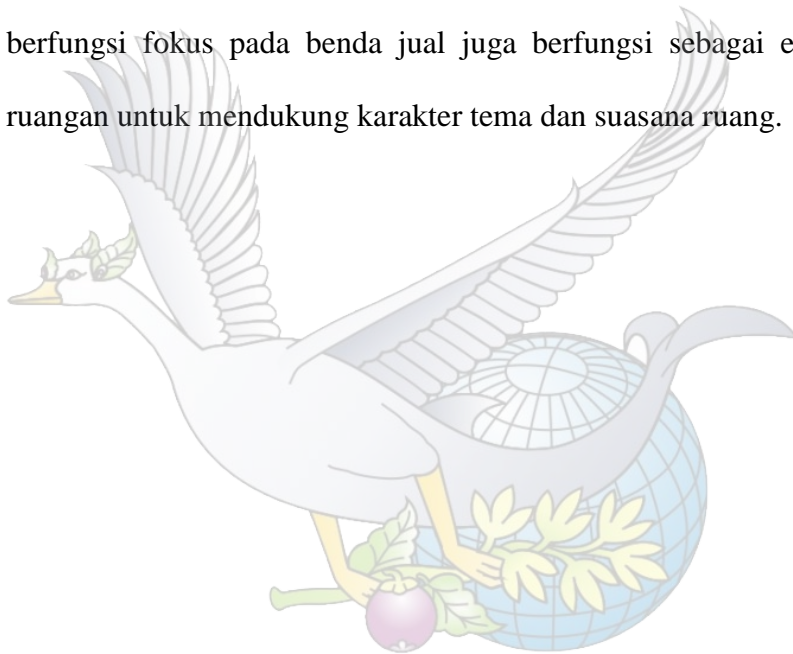 berfungsi fokus pada benda jual juga berfungsi sebagai
ruangan untuk mendukung karakter tema dan suasana ruang.